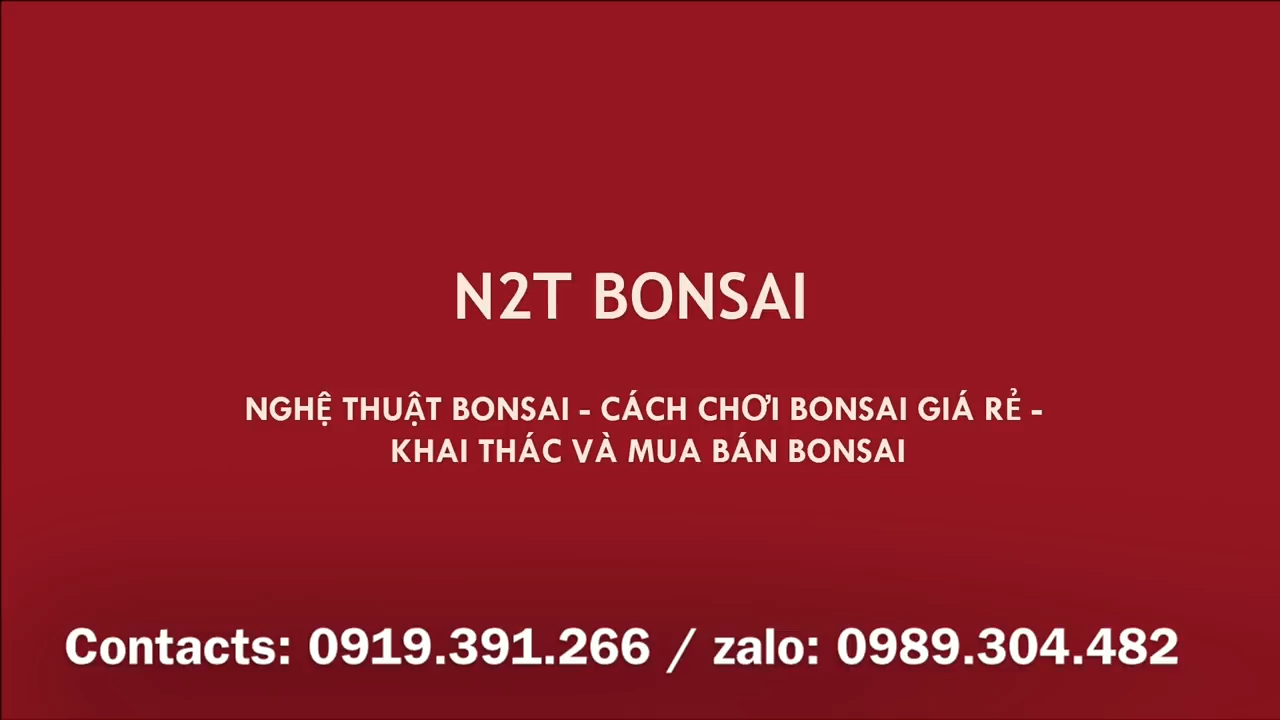 N2T BONSAI
NGHỆ THUẬT BONSAI - CÁCH CHƠI BONSAI GIÁ RẺ -
KHAI THÁC VÀ MUA BÁN BONSAI
Contacts: 0919.391.266 / zalo: 0989.304.482